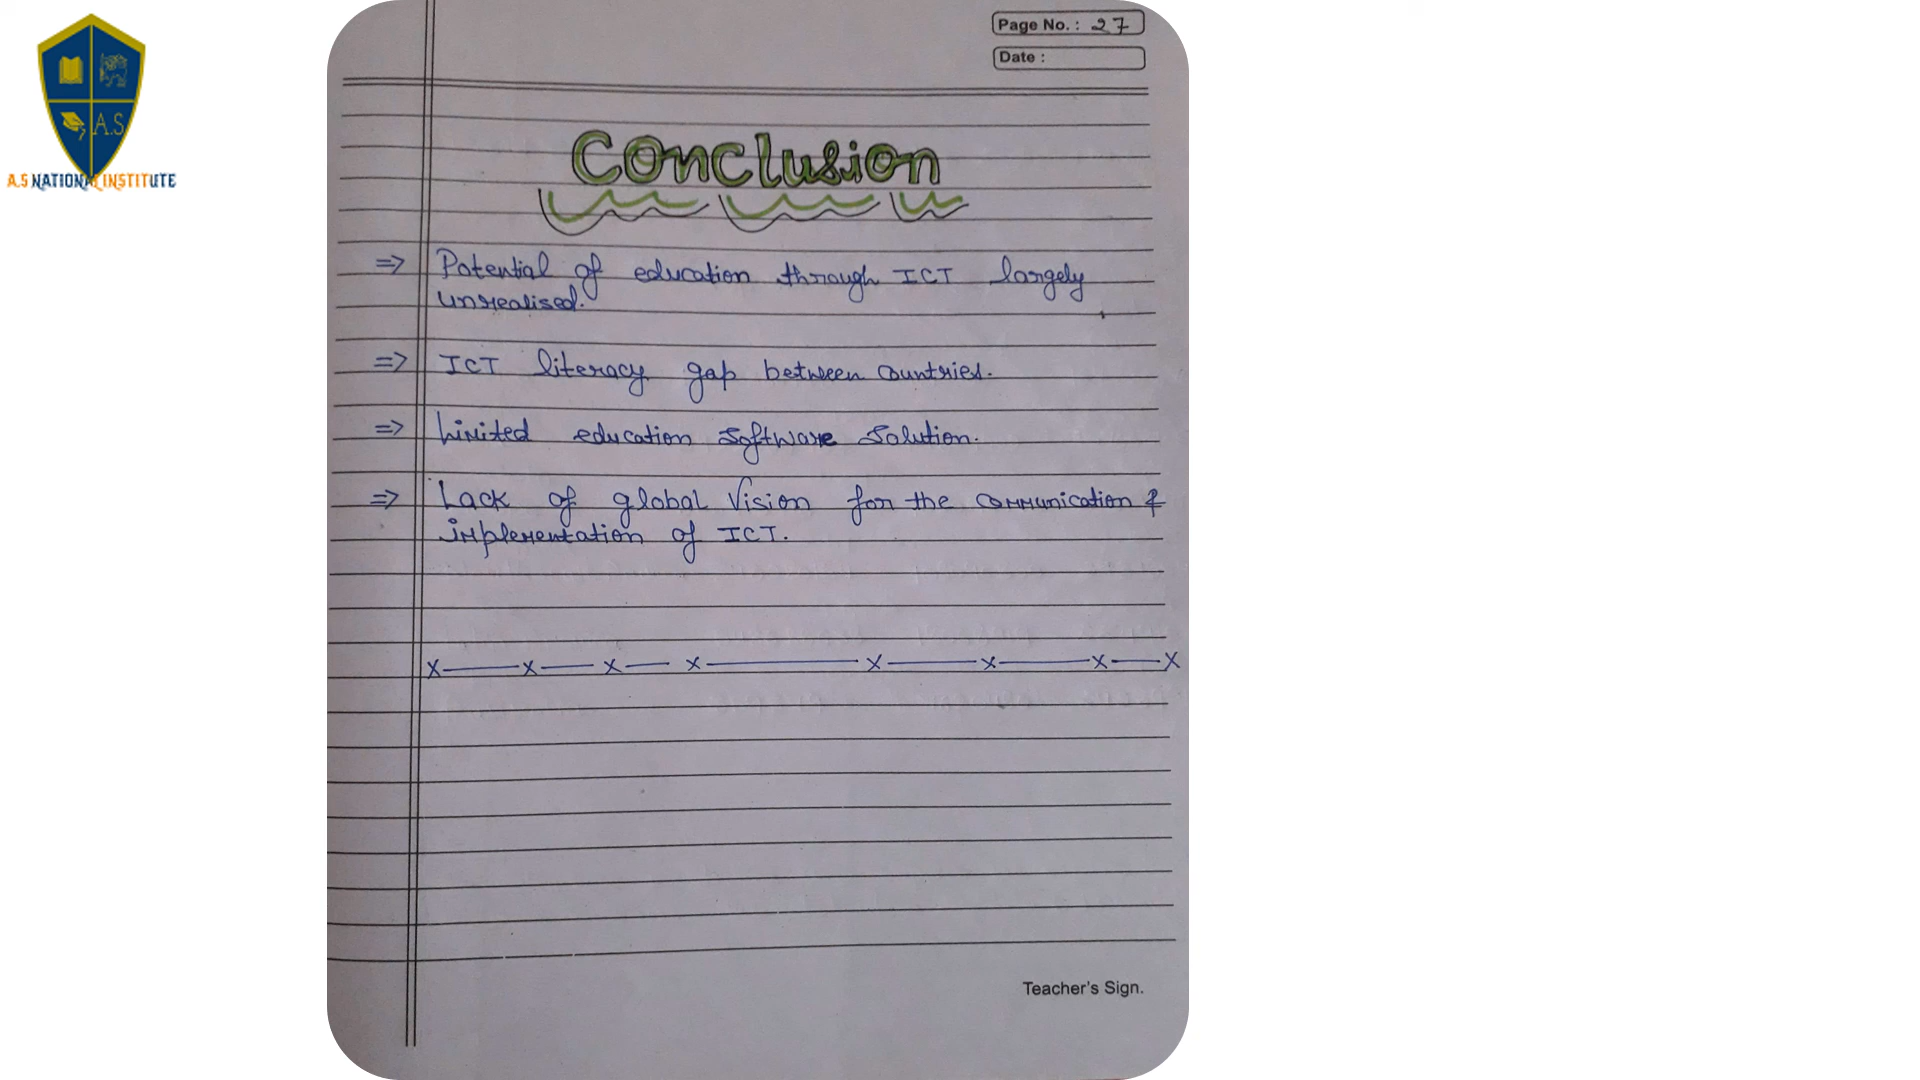 A.S
A.S NATIONAL INSTITUTE
Page No. : 27
Date :
Conclusion
=> Potential of education through ICT largely
unrealised.
=> ICT literacy gap between countries.
=> Limited education software solution.
=> Lack of global vision for the communication &
implementation of ICT.
x——x——x——x——x——x——x——x
Teacher's Sign.